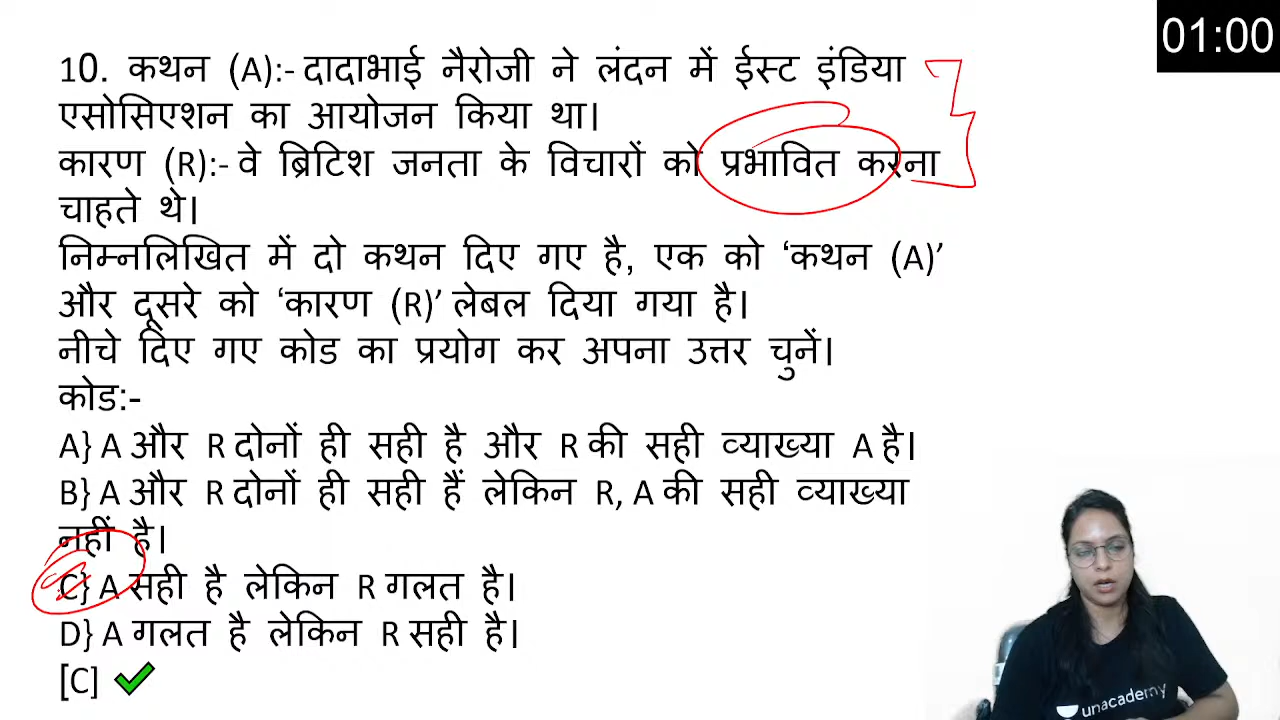 01:00
10. कथन (A):- दादाभाई नैरोजी ने लंदन में ईस्ट इंडिया
एसोसिएशन का आयोजन किया था।
कारण (R):- वे ब्रिटिश जनता के विचारों को प्रभावित करना
चाहते थे।
निम्नलिखित में दो कथन दिए गए है, एक को ‘कथन (A)’
और दूसरे को ‘कारण (R)’ लेबल दिया गया है।
नीचे दिए गए कोड का प्रयोग कर अपना उत्तर चुनें।
कोड:-
A} A और R दोनों ही सही है और R की सही व्याख्या A है।
B} A और R दोनों ही सही हैं लेकिन R, A की सही व्याख्या
नहीं है।
C} A सही है लेकिन R गलत है।
D} A गलत है लेकिन R सही है।
[C]
unacademy